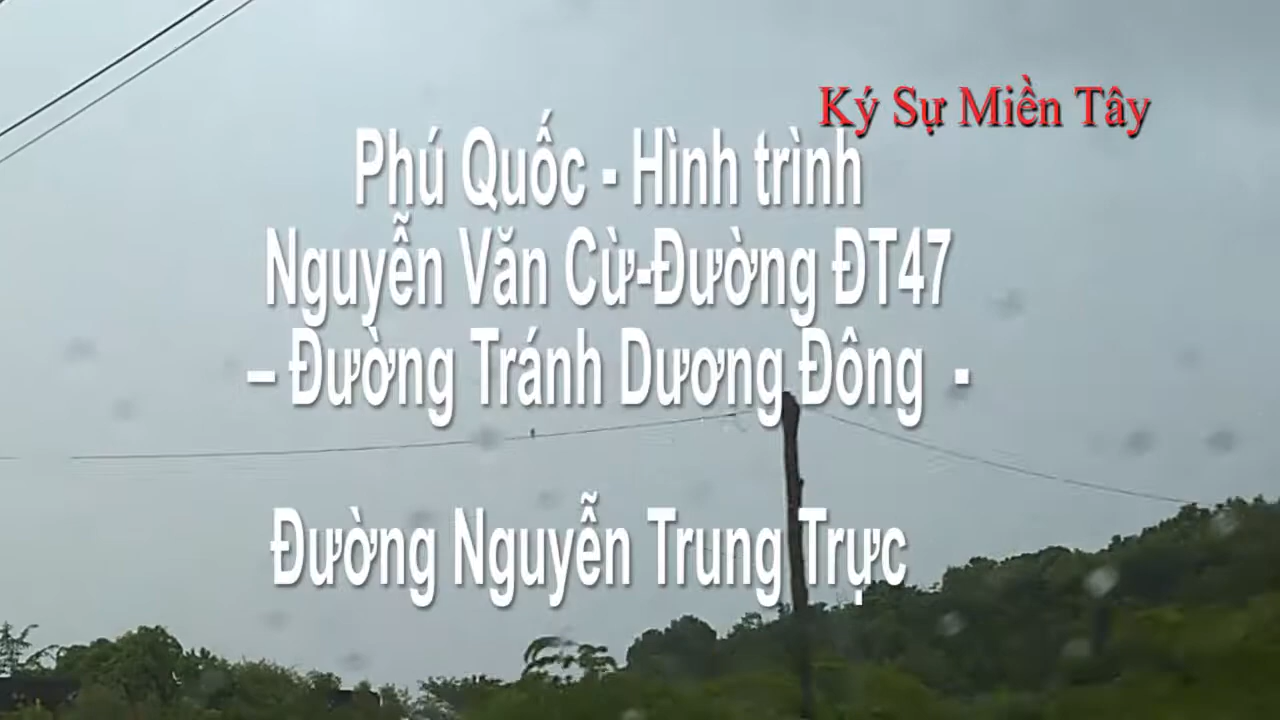 Ký Sự Miền Tây
Phú Quốc - Hình trình
Nguyễn Văn Cừ-Đường ĐT47
– Đường Tránh Dương Đông -
Đường Nguyễn Trung Trực